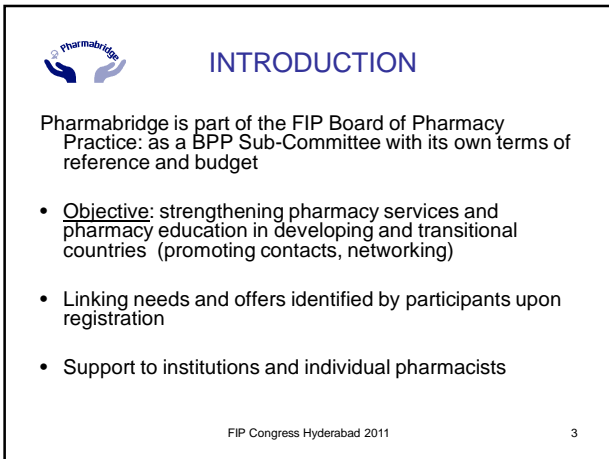 Pharmabridge
INTRODUCTION
Pharmabridge is part of the FIP Board of Pharmacy
Practice: as a BPP Sub-Committee with its own terms of
reference and budget
• Objective: strengthening pharmacy services and
pharmacy education in developing and transitional
countries (promoting contacts, networking)
• Linking needs and offers identified by participants upon
registration
• Support to institutions and individual pharmacists
FIP Congress Hyderabad 2011 3